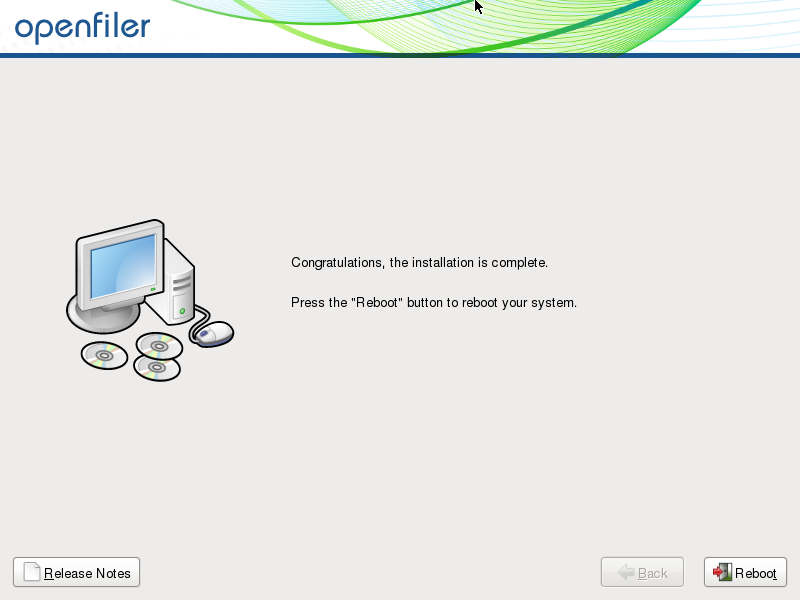 openfiler
Congratulations, the installation is complete.
Press the "Reboot" button to reboot your system.
Release Notes
Back
Reboot